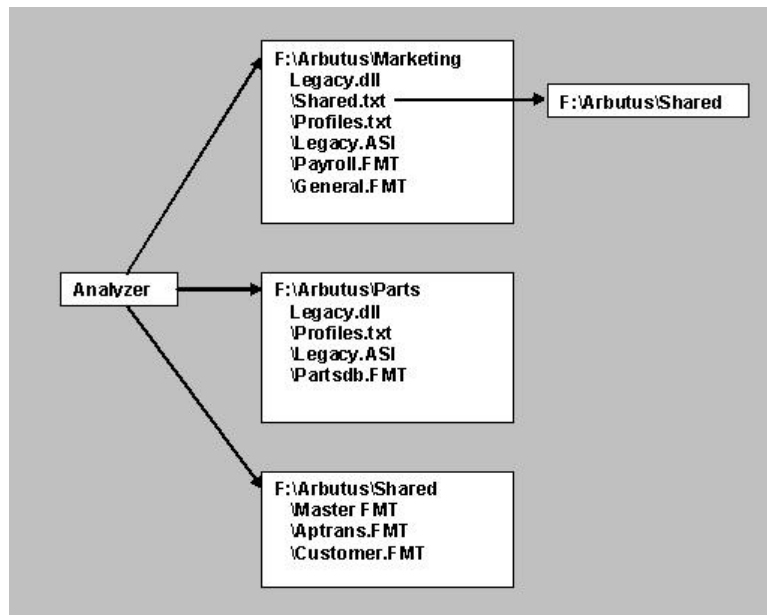 F:\Arbutus\Marketing
Legacy.dll
\Shared.txt
\Profiles.txt
\Legacy.ASI
\Payroll.FMT
\General.FMT
F:\Arbutus\Shared
Analyzer
F:\Arbutus\Parts
Legacy.dll
\Profiles.txt
\Legacy.ASI
\Partsdb.FMT
F:\Arbutus\Shared
\Master FMT
\Aptrans.FMT
\Customer.FMT